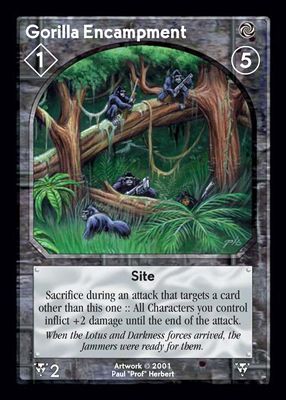 Gorilla Encampment
1
5
Site
Sacrifice during an attack that targets a card
other than this one :: All Characters you control
inflict +2 damage until the end of the attack.
When the Lotus and Darkness forces arrived, the
Jammers were ready for them.
2
Artwork © 2001
Paul "Prof" Herbert